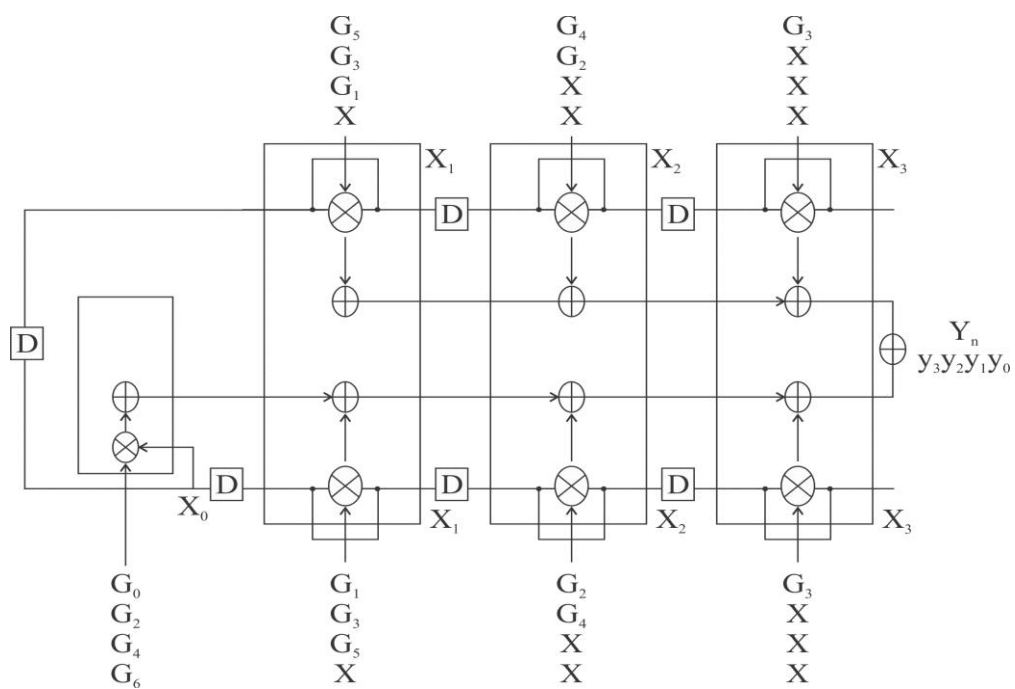 G₅ G₄ G₃
G₃ G₂ X
G₁ X X
X X X
X₁ X₂ X₃
D D
D
Yₙ
y₃y₂y₁y₀
D D D
X₀ X₁ X₂ X₃
G₀ G₁ G₂ G₃
G₂ G₃ G₄ X
G₄ G₅ X X
G₆ X X X